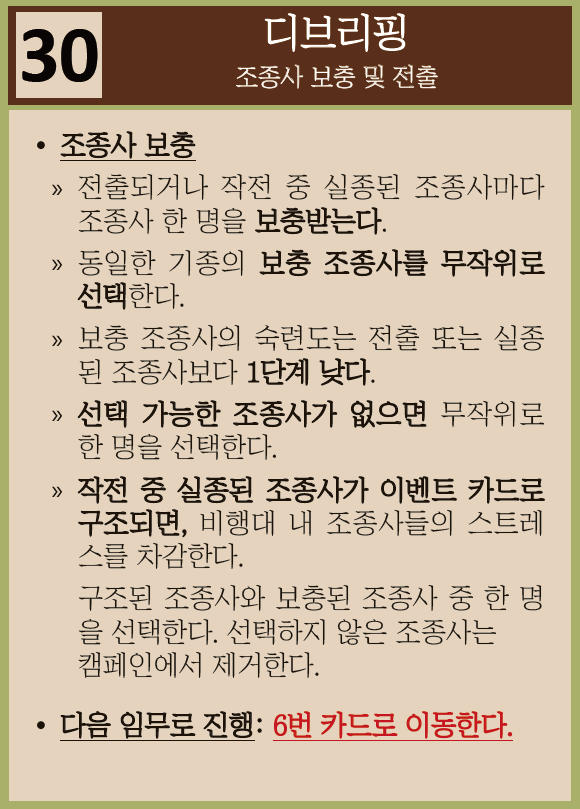 30
디브리핑
조종사 보충 및 전출
• 조종사 보충
» 전출되거나 작전 중 실종된 조종사마다
조종사 한 명을 보충받는다.
» 동일한 기종의 보충 조종사를 무작위로
선택한다.
» 보충 조종사의 숙련도는 전출 또는 실종
된 조종사보다 1단계 낮다.
» 선택 가능한 조종사가 없으면 무작위로
한 명을 선택한다.
» 작전 중 실종된 조종사가 이벤트 카드로
구조되면, 비행대 내 조종사들의 스트레
스를 차감한다.
구조된 조종사와 보충된 조종사 중 한 명
을 선택한다. 선택하지 않은 조종사는
캠페인에서 제거한다.
• 다음 임무로 진행: 6번 카드로 이동한다.